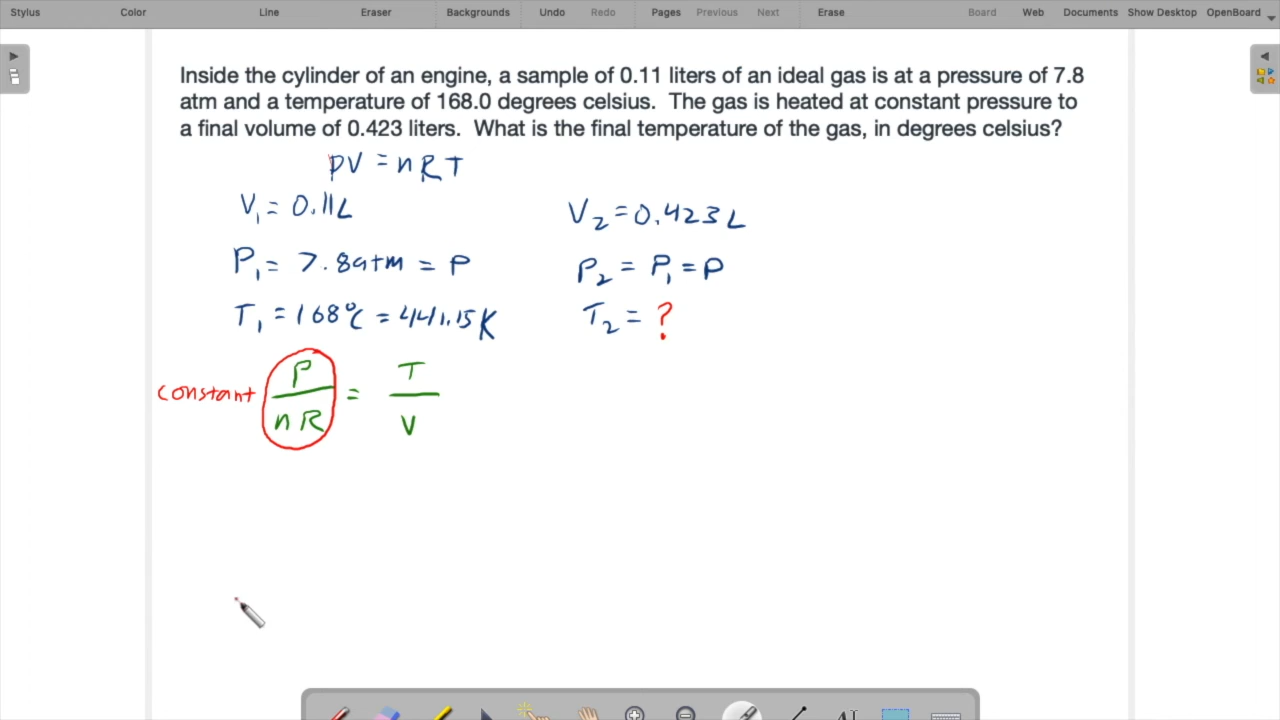 Stylus Color Line Eraser Backgrounds Undo Redo Pages Previous Next Erase Board Web Documents Show Desktop OpenBoard
Inside the cylinder of an engine, a sample of 0.11 liters of an ideal gas is at a pressure of 7.8
atm and a temperature of 168.0 degrees celsius. The gas is heated at constant pressure to
a final volume of 0.423 liters. What is the final temperature of the gas, in degrees celsius?
PV = nRT
V₁ = 0.11L V₂ = 0.423L
P₁ = 7.8atm = P P₂ = P₁ = P
T₁ = 168°C = 441.15K T₂ = ?
constant P/nR = T/V